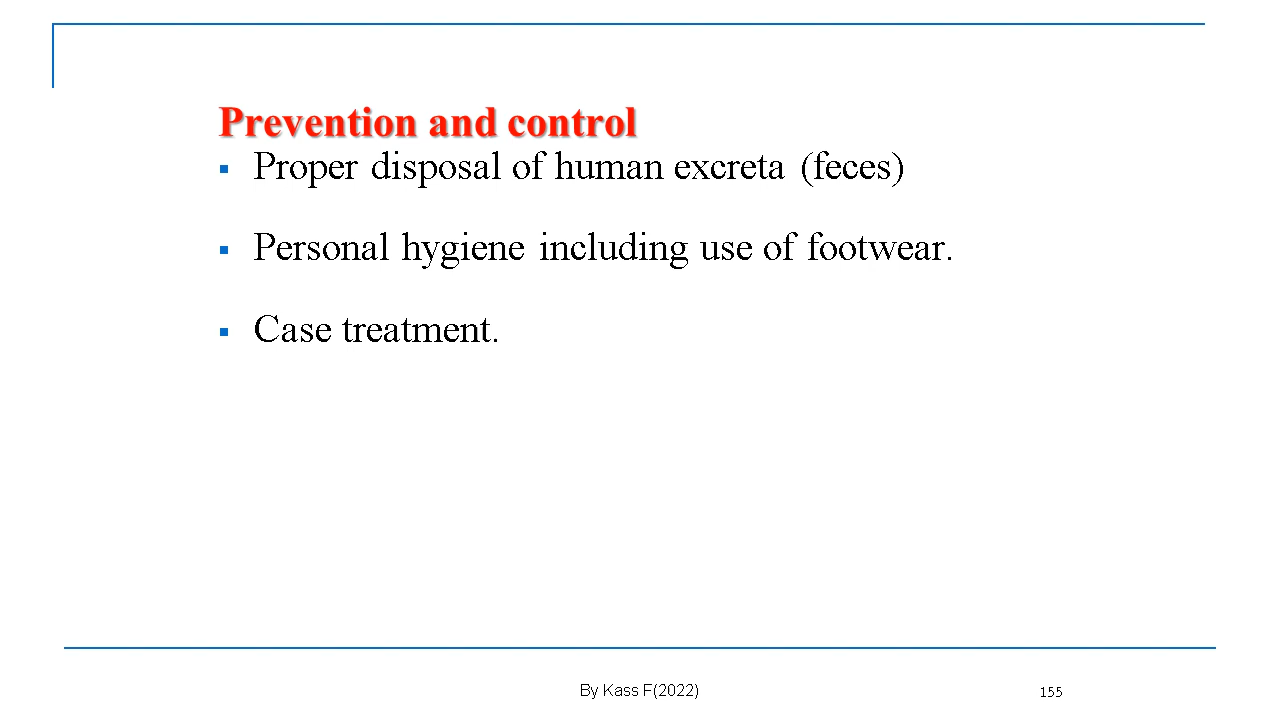 Prevention and control
▪ Proper disposal of human excreta (feces)
▪ Personal hygiene including use of footwear.
▪ Case treatment.
By Kass F(2022)
155